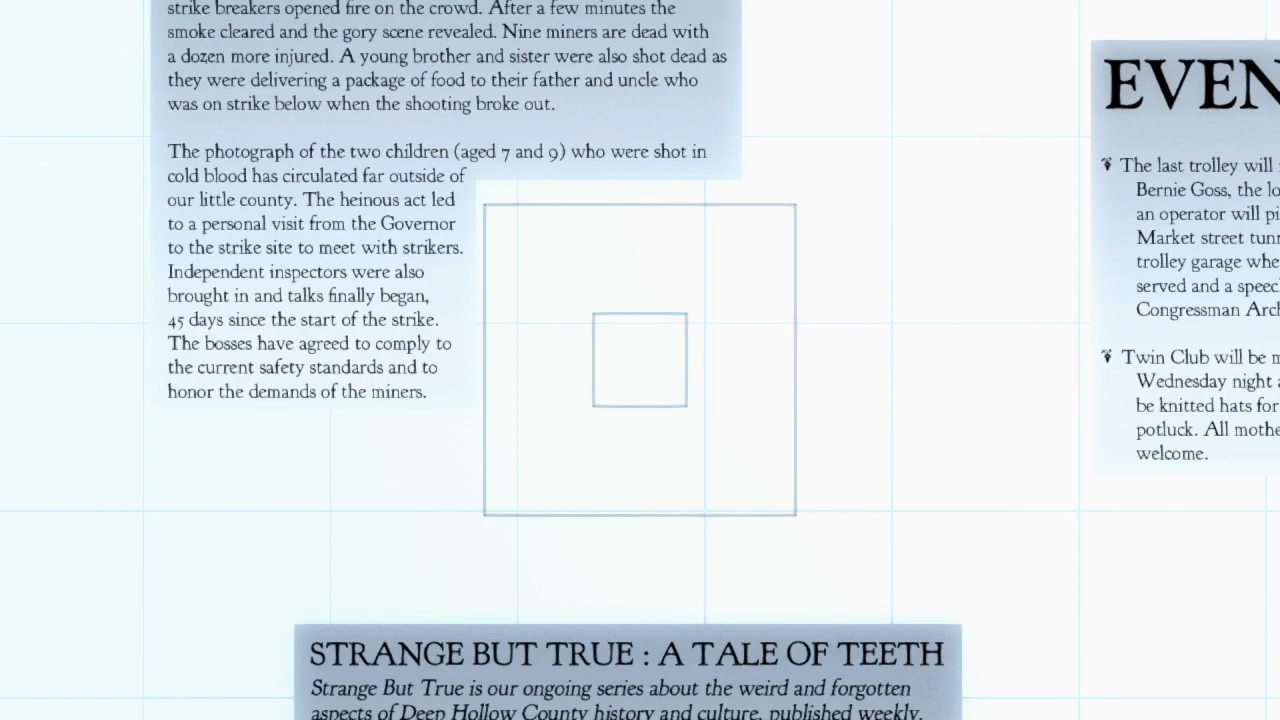 strike breakers opened fire on the crowd. After a few minutes the
smoke cleared and the gory scene revealed. Nine miners are dead with
a dozen more injured. A young brother and sister were also shot dead as
they were delivering a package of food to their father and uncle who
was on strike below when the shooting broke out.
The photograph of the two children (aged 7 and 9) who were shot in
cold blood has circulated far outside of
our little county. The heinous act led
to a personal visit from the Governor
to the strike site to meet with strikers.
Independent inspectors were also
brought in and talks finally began,
45 days since the start of the strike.
The bosses have agreed to comply to
the current safety standards and to
honor the demands of the miners.
EVEN
The last trolley will
Bernie Goss, the lo
an operator will pi
Market street tun
trolley garage whe
served and a speec
Congressman Arc
Twin Club will be m
Wednesday night a
be knitted hats for
potluck. All mothe
welcome.
STRANGE BUT TRUE : A TALE OF TEETH
Strange But True is our ongoing series about the weird and forgotten
aspects of Deep Hollow County history and culture, published weekly.